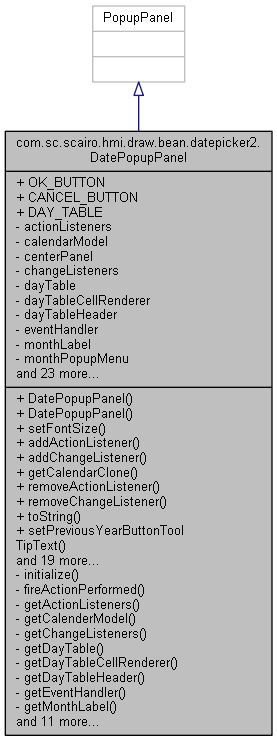 PopupPanel
com.sc.scairo.hmi.draw.bean.datepicker2.
DatePopupPanel
+ OK_BUTTON
+ CANCEL_BUTTON
+ DAY_TABLE
- actionListeners
- calendarModel
- centerPanel
- changeListeners
- dayTable
- dayTableCellRenderer
- dayTableHeader
- eventHandler
- monthLabel
- monthPopupMenu
and 23 more...
+ DatePopupPanel()
+ DatePopupPanel()
+ setFontSize()
+ addActionListener()
+ addChangeListener()
+ getCalendarClone()
+ removeActionListener()
+ removeChangeListener()
+ toString()
+ setPreviousYearButtonTool
TipText()
and 19 more...
- initialize()
- fireActionPerformed()
- getActionListeners()
- getCalenderModel()
- getChangeListeners()
- getDayTable()
- getDayTableCellRenderer()
- getDayTableHeader()
- getEventHandler()
- getMonthLabel()
and 11 more...